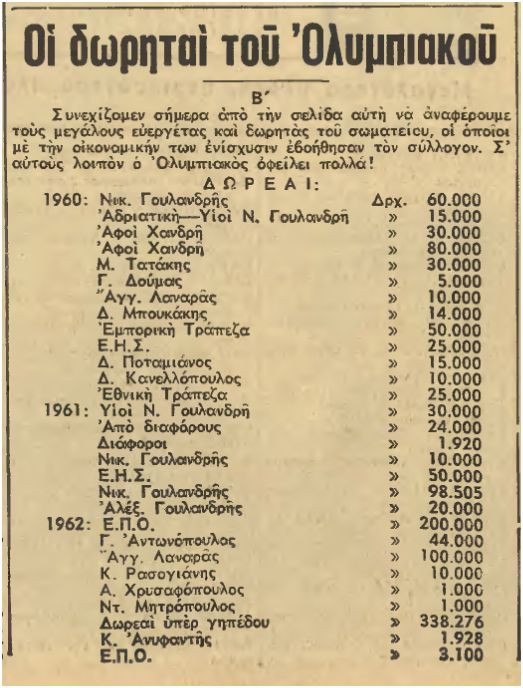 Οἱ δωρηταὶ τοῦ Ὀλυμπιακοῦ
Β΄
Συνεχίζομεν σήμερα ἀπὸ τὴν σελίδα αὐτὴ νὰ ἀναφέρουμε
τοὺς μεγάλους εὐεργέτας καὶ δωρητὰς τοῦ σωματείου, οἱ ὁποῖοι
μὲ τὴν οἰκονομικὴν των ἐνίσχυσιν ἐβοήθησαν τὸν σύλλογον. Σ'
αὐτοὺς λοιπὸν ὁ Ὀλυμπιακὸς ὀφείλει πολλά!
ΔΩΡΕΑΙ:
1960: Νικ. Γουλανδρῆς Δρχ. 60.000
Ἀδριατικὴ—Υἱοὶ Ν. Γουλανδρῆ » 15.000
Ἀφοὶ Χανδρῆ » 30.000
Ἀφοὶ Χανδρῆ » 80.000
Μ. Τατάκης » 30.000
Γ. Δούμας » 5.000
Ἄγγ. Λαναρᾶς » 10.000
Δ. Μπουκάκης » 14.000
Ἐμπορικὴ Τράπεζα » 50.000
Ε.Η.Σ. » 25.000
Δ. Ποταμιάνος » 15.000
Δ. Κανελλόπουλος » 10.000
Ἐθνικὴ Τράπεζα » 25.000
1961: Υἱοὶ Ν. Γουλανδρῆ » 30.000
Ἀπὸ διαφόρους » 24.000
Διάφοροι » 1.920
Νικ. Γουλανδρῆς » 10.000
Ε.Η.Σ. » 50.000
Νικ. Γουλανδρῆς » 98.505
Ἀλέξ. Γουλανδρῆς » 20.000
1962: Ε.Π.Ο. » 200.000
Γ. Ἀντωνόπουλος » 44.000
Ἄγγ. Λαναρᾶς » 100.000
Κ. Ρασογιάνης » 10.000
Α. Χρυσαφόπουλος » 1.000
Ντ. Μητρόπουλος » 1.000
Δωρεαὶ ὑπὲρ γηπέδου » 338.276
Κ. Ἀνυφαντῆς » 1.928
Ε.Π.Ο. » 3.100